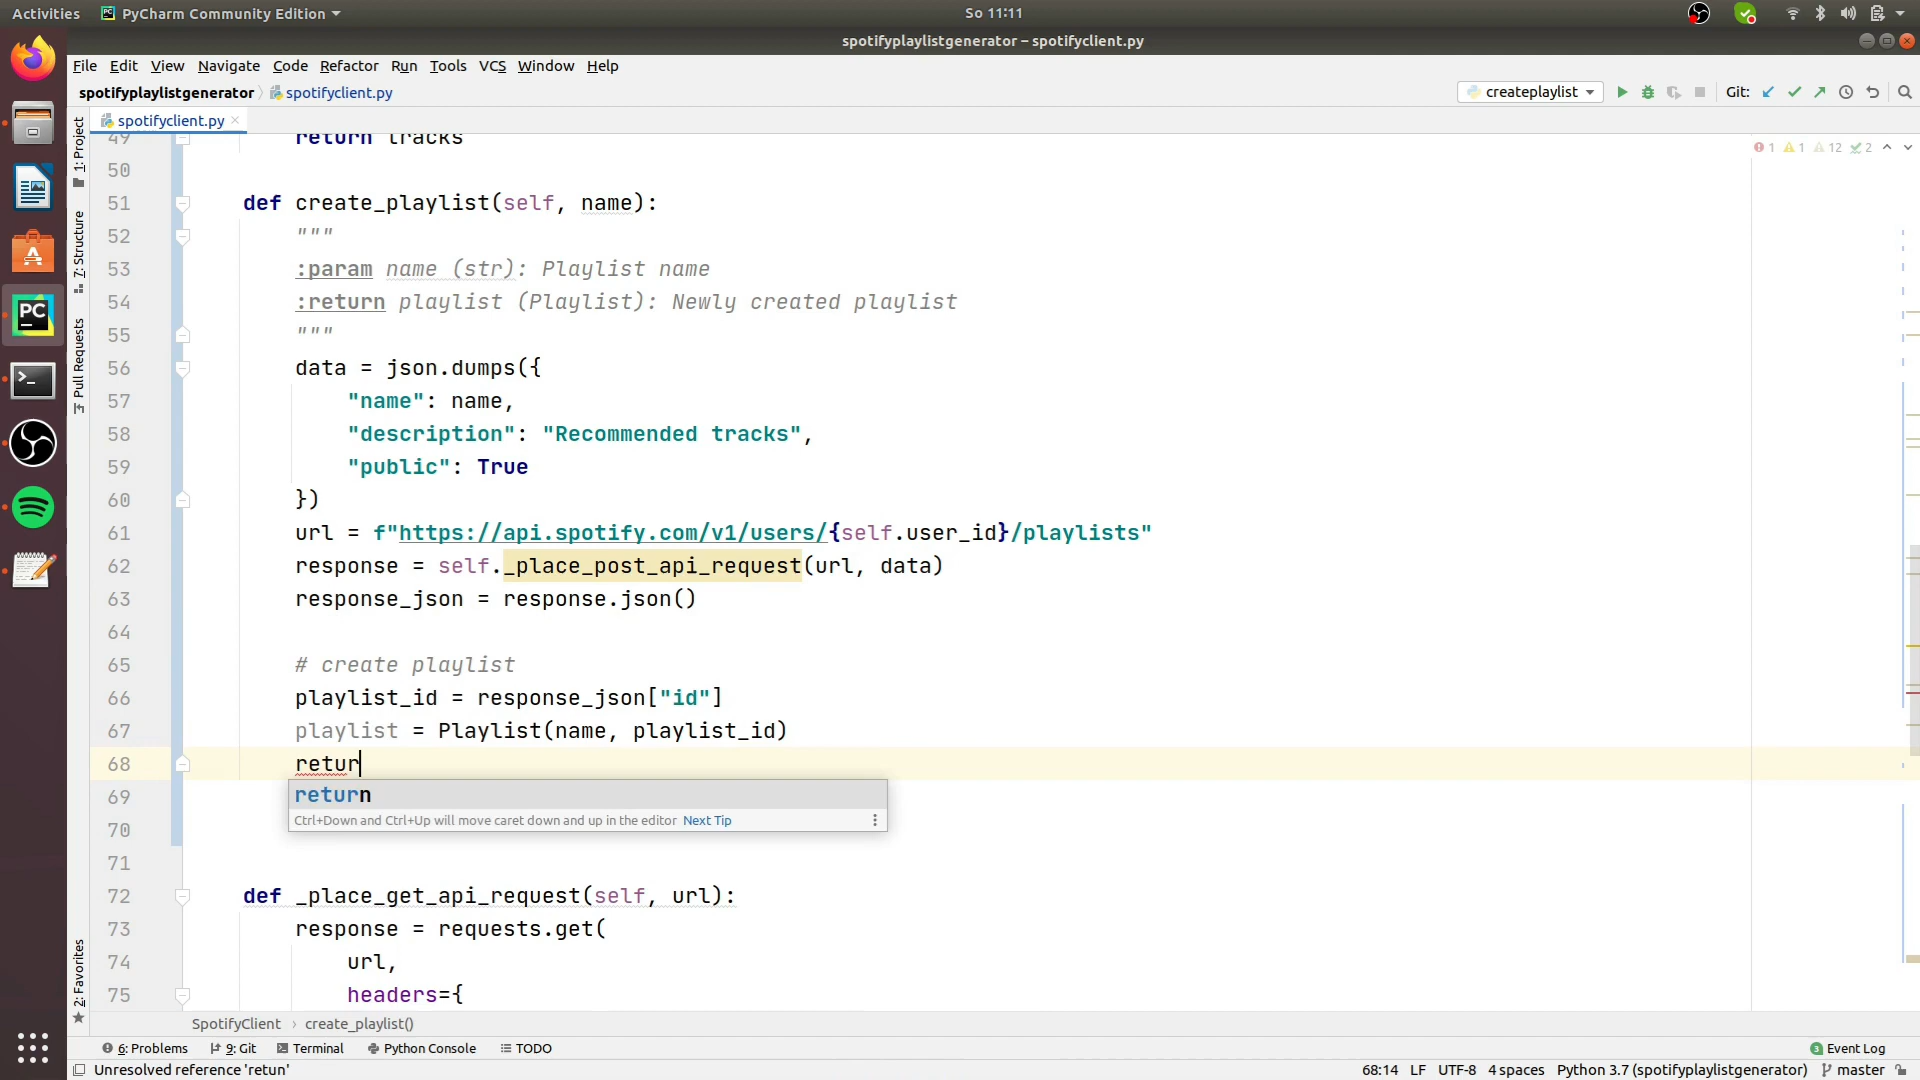 Activities PyCharm Community Edition So 11:11
spotifyplaylistgenerator – spotifyclient.py
File Edit View Navigate Code Refactor Run Tools VCS Window Help
spotifyplaylistgenerator spotifyclient.py createplaylist Git:
spotifyclient.py
1: Project
7: Structure
Pull Requests
2: Favorites
1 1 12 2
49 return tracks
50
51 def create_playlist(self, name):
52 """
53 :param name (str): Playlist name
54 :return playlist (Playlist): Newly created playlist
55 """
56 data = json.dumps({
57 "name": name,
58 "description": "Recommended tracks",
59 "public": True
60 })
61 url = f"https://api.spotify.com/v1/users/{self.user_id}/playlists"
62 response = self._place_post_api_request(url, data)
63 response_json = response.json()
64
65 # create playlist
66 playlist_id = response_json["id"]
67 playlist = Playlist(name, playlist_id)
68 retur
69 return
Ctrl+Down and Ctrl+Up will move caret down and up in the editor Next Tip
70
71
72 def _place_get_api_request(self, url):
73 response = requests.get(
74 url,
75 headers={
SpotifyClient › create_playlist()
6: Problems 9: Git Terminal Python Console TODO 3 Event Log
Unresolved reference 'retun' 68:14 LF UTF-8 4 spaces Python 3.7 (spotifyplaylistgenerator) master